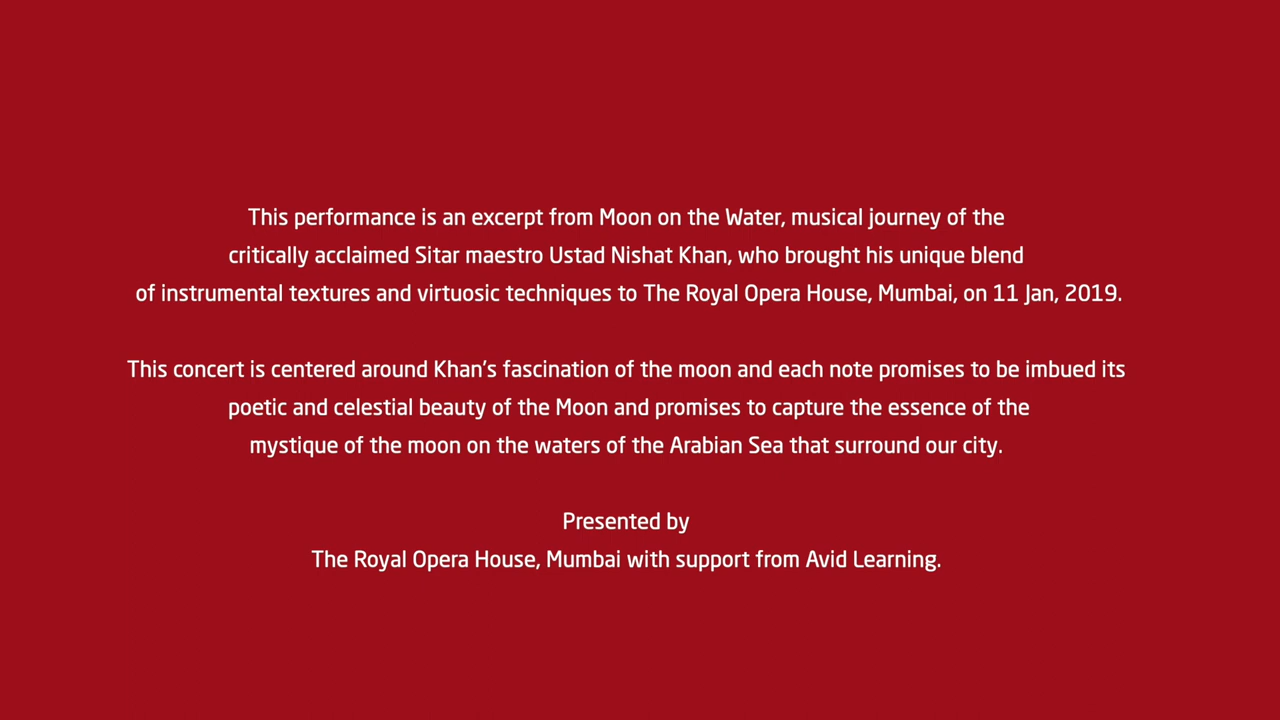 This performance is an excerpt from Moon on the Water, musical journey of the
critically acclaimed Sitar maestro Ustad Nishat Khan, who brought his unique blend
of instrumental textures and virtuosic techniques to The Royal Opera House, Mumbai, on 11 Jan, 2019.
This concert is centered around Khan's fascination of the moon and each note promises to be imbued its
poetic and celestial beauty of the Moon and promises to capture the essence of the
mystique of the moon on the waters of the Arabian Sea that surround our city.
Presented by
The Royal Opera House, Mumbai with support from Avid Learning.